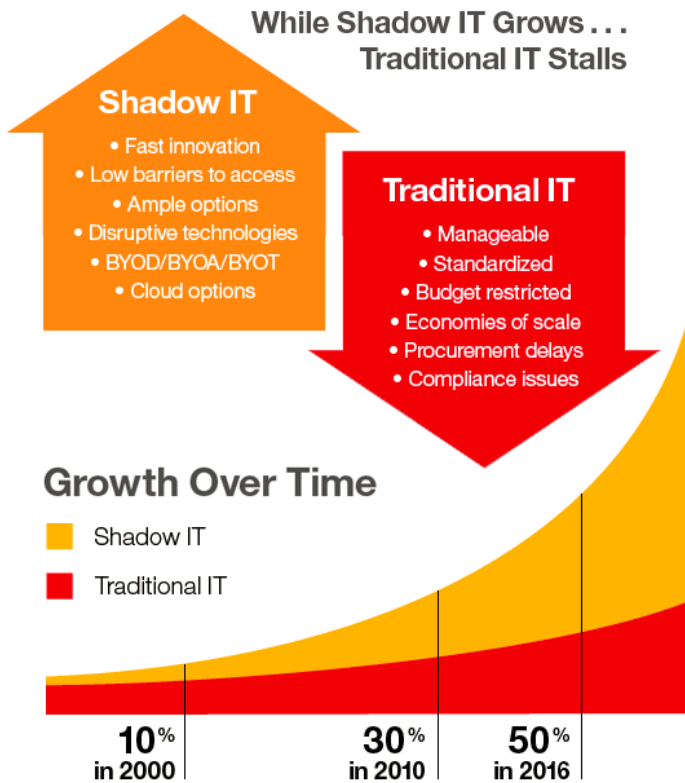 While Shadow IT Grows . . .
Traditional IT Stalls
Shadow IT
• Fast innovation
• Low barriers to access
• Ample options
• Disruptive technologies
• BYOD/BYOA/BYOT
• Cloud options
Traditional IT
• Manageable
• Standardized
• Budget restricted
• Economies of scale
• Procurement delays
• Compliance issues
Growth Over Time
Shadow IT
Traditional IT
10%
in 2000
30%
in 2010
50%
in 2016